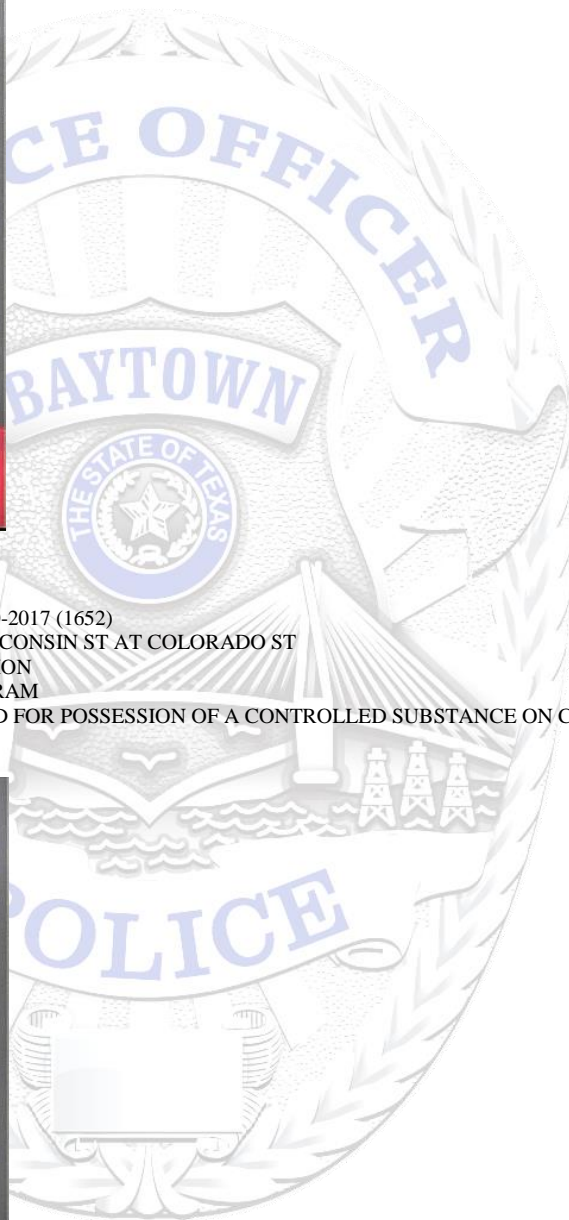 CE OFFICER
BAYTOWN
THE STATE OF TEXAS
-2017 (1652)
CONSIN ST AT COLORADO ST
ON
RAM
D FOR POSSESSION OF A CONTROLLED SUBSTANCE ON C
POLICE